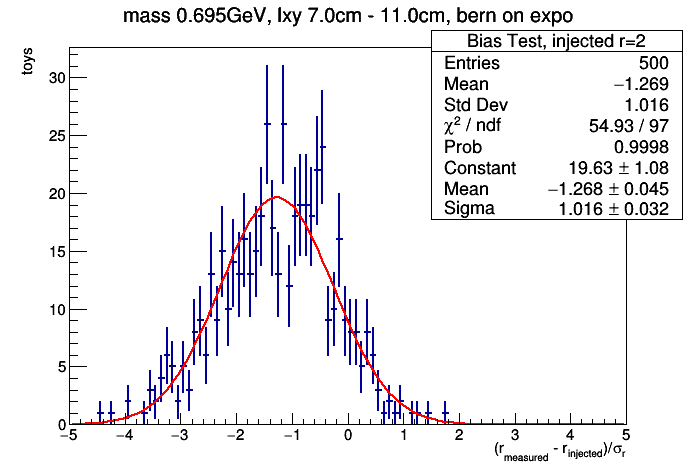 mass 0.695GeV, lxy 7.0cm - 11.0cm, bern on expo
Bias Test, injected r=2
Entries 500
Mean −1.269
Std Dev 1.016
χ² / ndf 54.93 / 97
Prob 0.9998
Constant 19.63 ± 1.08
Mean −1.268 ± 0.045
Sigma 1.016 ± 0.032
toys
30
25
20
15
10
5
0
−5 −4 −3 −2 −1 0 1 2 3 4 5
(r_measured - r_injected)/σ_r